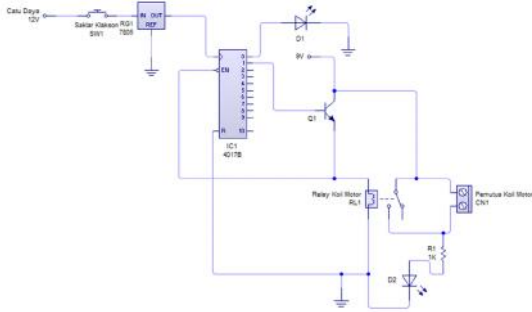 Catu Daya
12V
Saklar Klakson
SW1
RG1
7805
IN OUT
REF
D1
9V
EN
R
0
1
2
3
4
5
6
7
8
9
10
IC1
4017B
Q1
Relay Koil Motor
RL1
Pemutus Koil Motor
CN1
R1
1K
D2